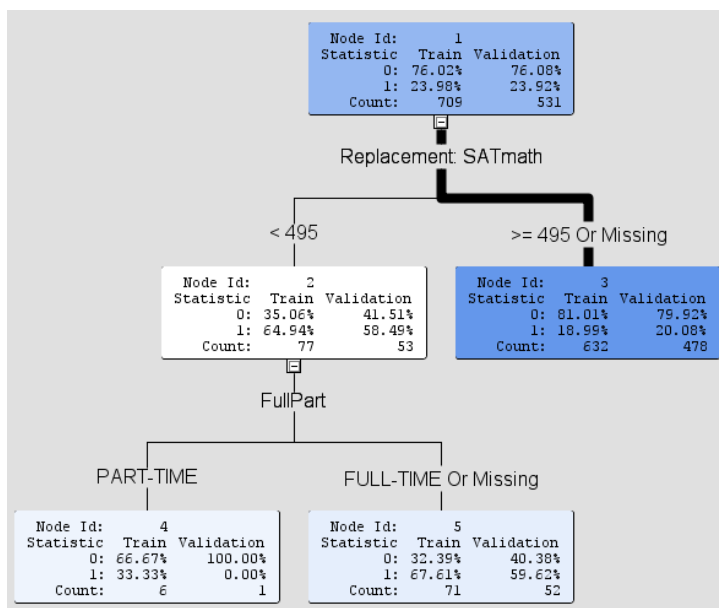 Node Id: 1
Statistic Train Validation
0: 76.02% 76.08%
1: 23.98% 23.92%
Count: 709 531
Replacement: SATmath
< 495
>= 495 Or Missing
Node Id: 2
Statistic Train Validation
0: 35.06% 41.51%
1: 64.94% 58.49%
Count: 77 53
Node Id: 3
Statistic Train Validation
0: 81.01% 79.92%
1: 18.99% 20.08%
Count: 632 478
FullPart
PART-TIME
FULL-TIME Or Missing
Node Id: 4
Statistic Train Validation
0: 66.67% 100.00%
1: 33.33% 0.00%
Count: 6 1
Node Id: 5
Statistic Train Validation
0: 32.39% 40.38%
1: 67.61% 59.62%
Count: 71 52